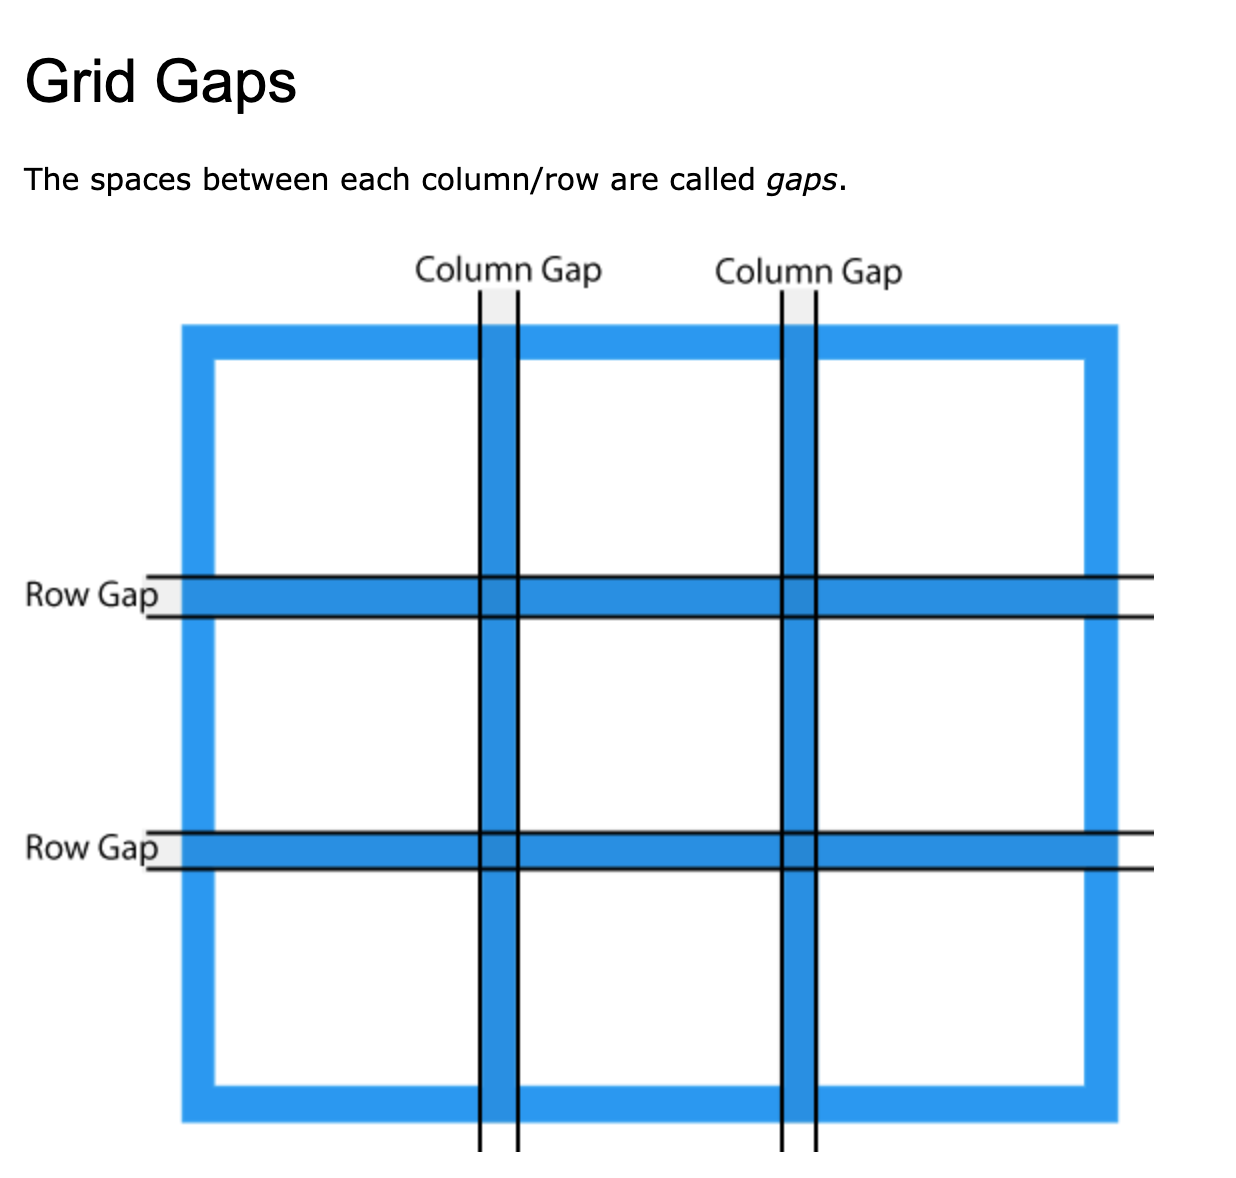 Grid Gaps
The spaces between each column/row are called gaps.
Column Gap Column Gap
Row Gap
Row Gap